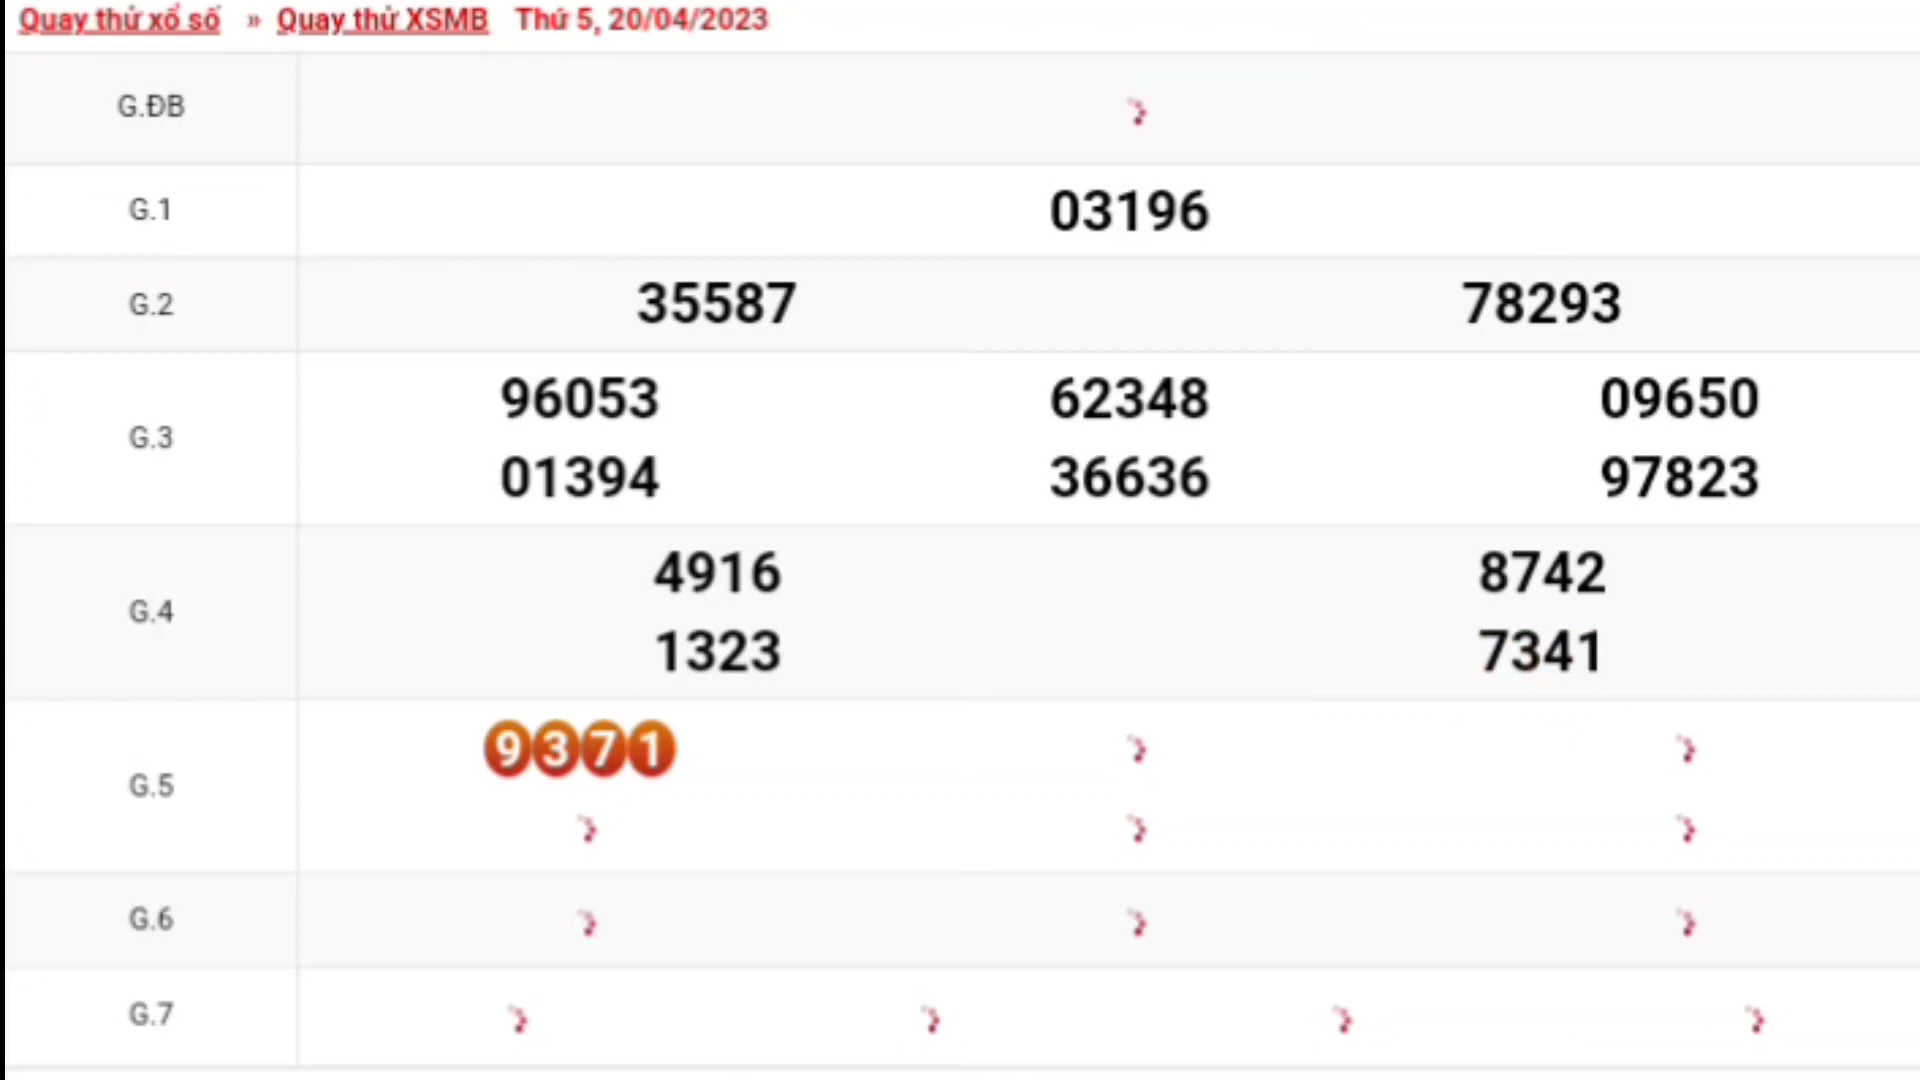 Quay thử xổ số » Quay thử XSMB Thứ 5, 20/04/2023
G.ĐB
G.1 03196
G.2 35587 78293
G.3 96053 62348 09650
01394 36636 97823
G.4 4916 8742
1323 7341
G.5 9371
G.6
G.7